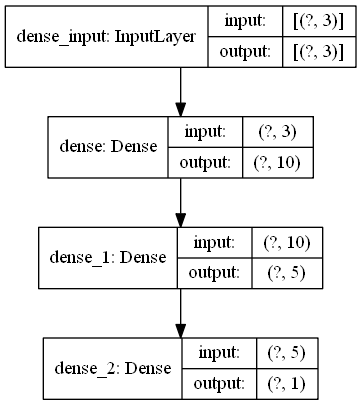 dense_input: InputLayer
input: [(?, 3)]
output: [(?, 3)]
dense: Dense
input: (?, 3)
output: (?, 10)
dense_1: Dense
input: (?, 10)
output: (?, 5)
dense_2: Dense
input: (?, 5)
output: (?, 1)